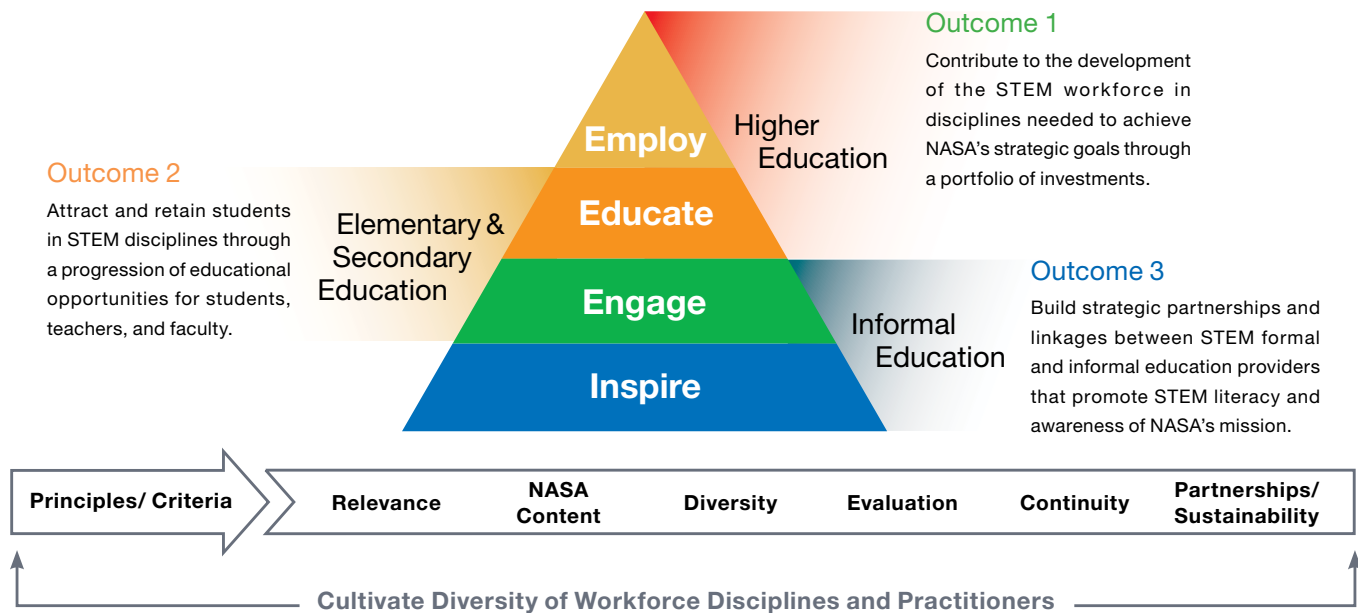 Outcome 1
Contribute to the development
of the STEM workforce in
disciplines needed to achieve
NASA's strategic goals through
a portfolio of investments.
Higher
Education
Employ
Outcome 2
Attract and retain students
in STEM disciplines through
a progression of educational
opportunities for students,
teachers, and faculty.
Elementary &
Secondary
Education
Educate
Engage
Outcome 3
Build strategic partnerships and
linkages between STEM formal
and informal education providers
that promote STEM literacy and
awareness of NASA's mission.
Informal
Education
Inspire
Principles/ Criteria
Relevance
NASA
Content
Diversity
Evaluation
Continuity
Partnerships/
Sustainability
Cultivate Diversity of Workforce Disciplines and Practitioners